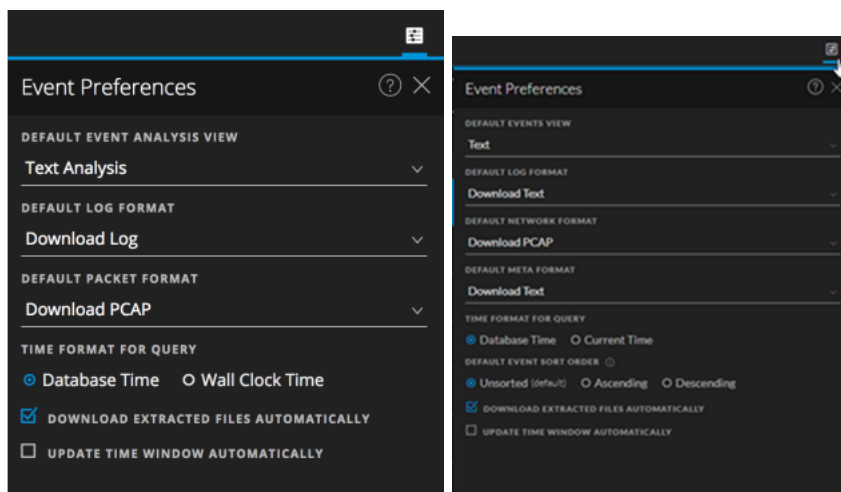 Event Preferences
DEFAULT EVENT ANALYSIS VIEW
Text Analysis
DEFAULT LOG FORMAT
Download Log
DEFAULT PACKET FORMAT
Download PCAP
TIME FORMAT FOR QUERY
Database Time Wall Clock Time
DOWNLOAD EXTRACTED FILES AUTOMATICALLY
UPDATE TIME WINDOW AUTOMATICALLY
Event Preferences
DEFAULT EVENTS VIEW
Text
DEFAULT LOG FORMAT
Download Text
DEFAULT NETWORK FORMAT
Download PCAP
DEFAULT META FORMAT
Download Text
TIME FORMAT FOR QUERY
Database Time Current Time
DEFAULT EVENT SORT ORDER
Unsorted (default) Ascending Descending
DOWNLOAD EXTRACTED FILES AUTOMATICALLY
UPDATE TIME WINDOW AUTOMATICALLY